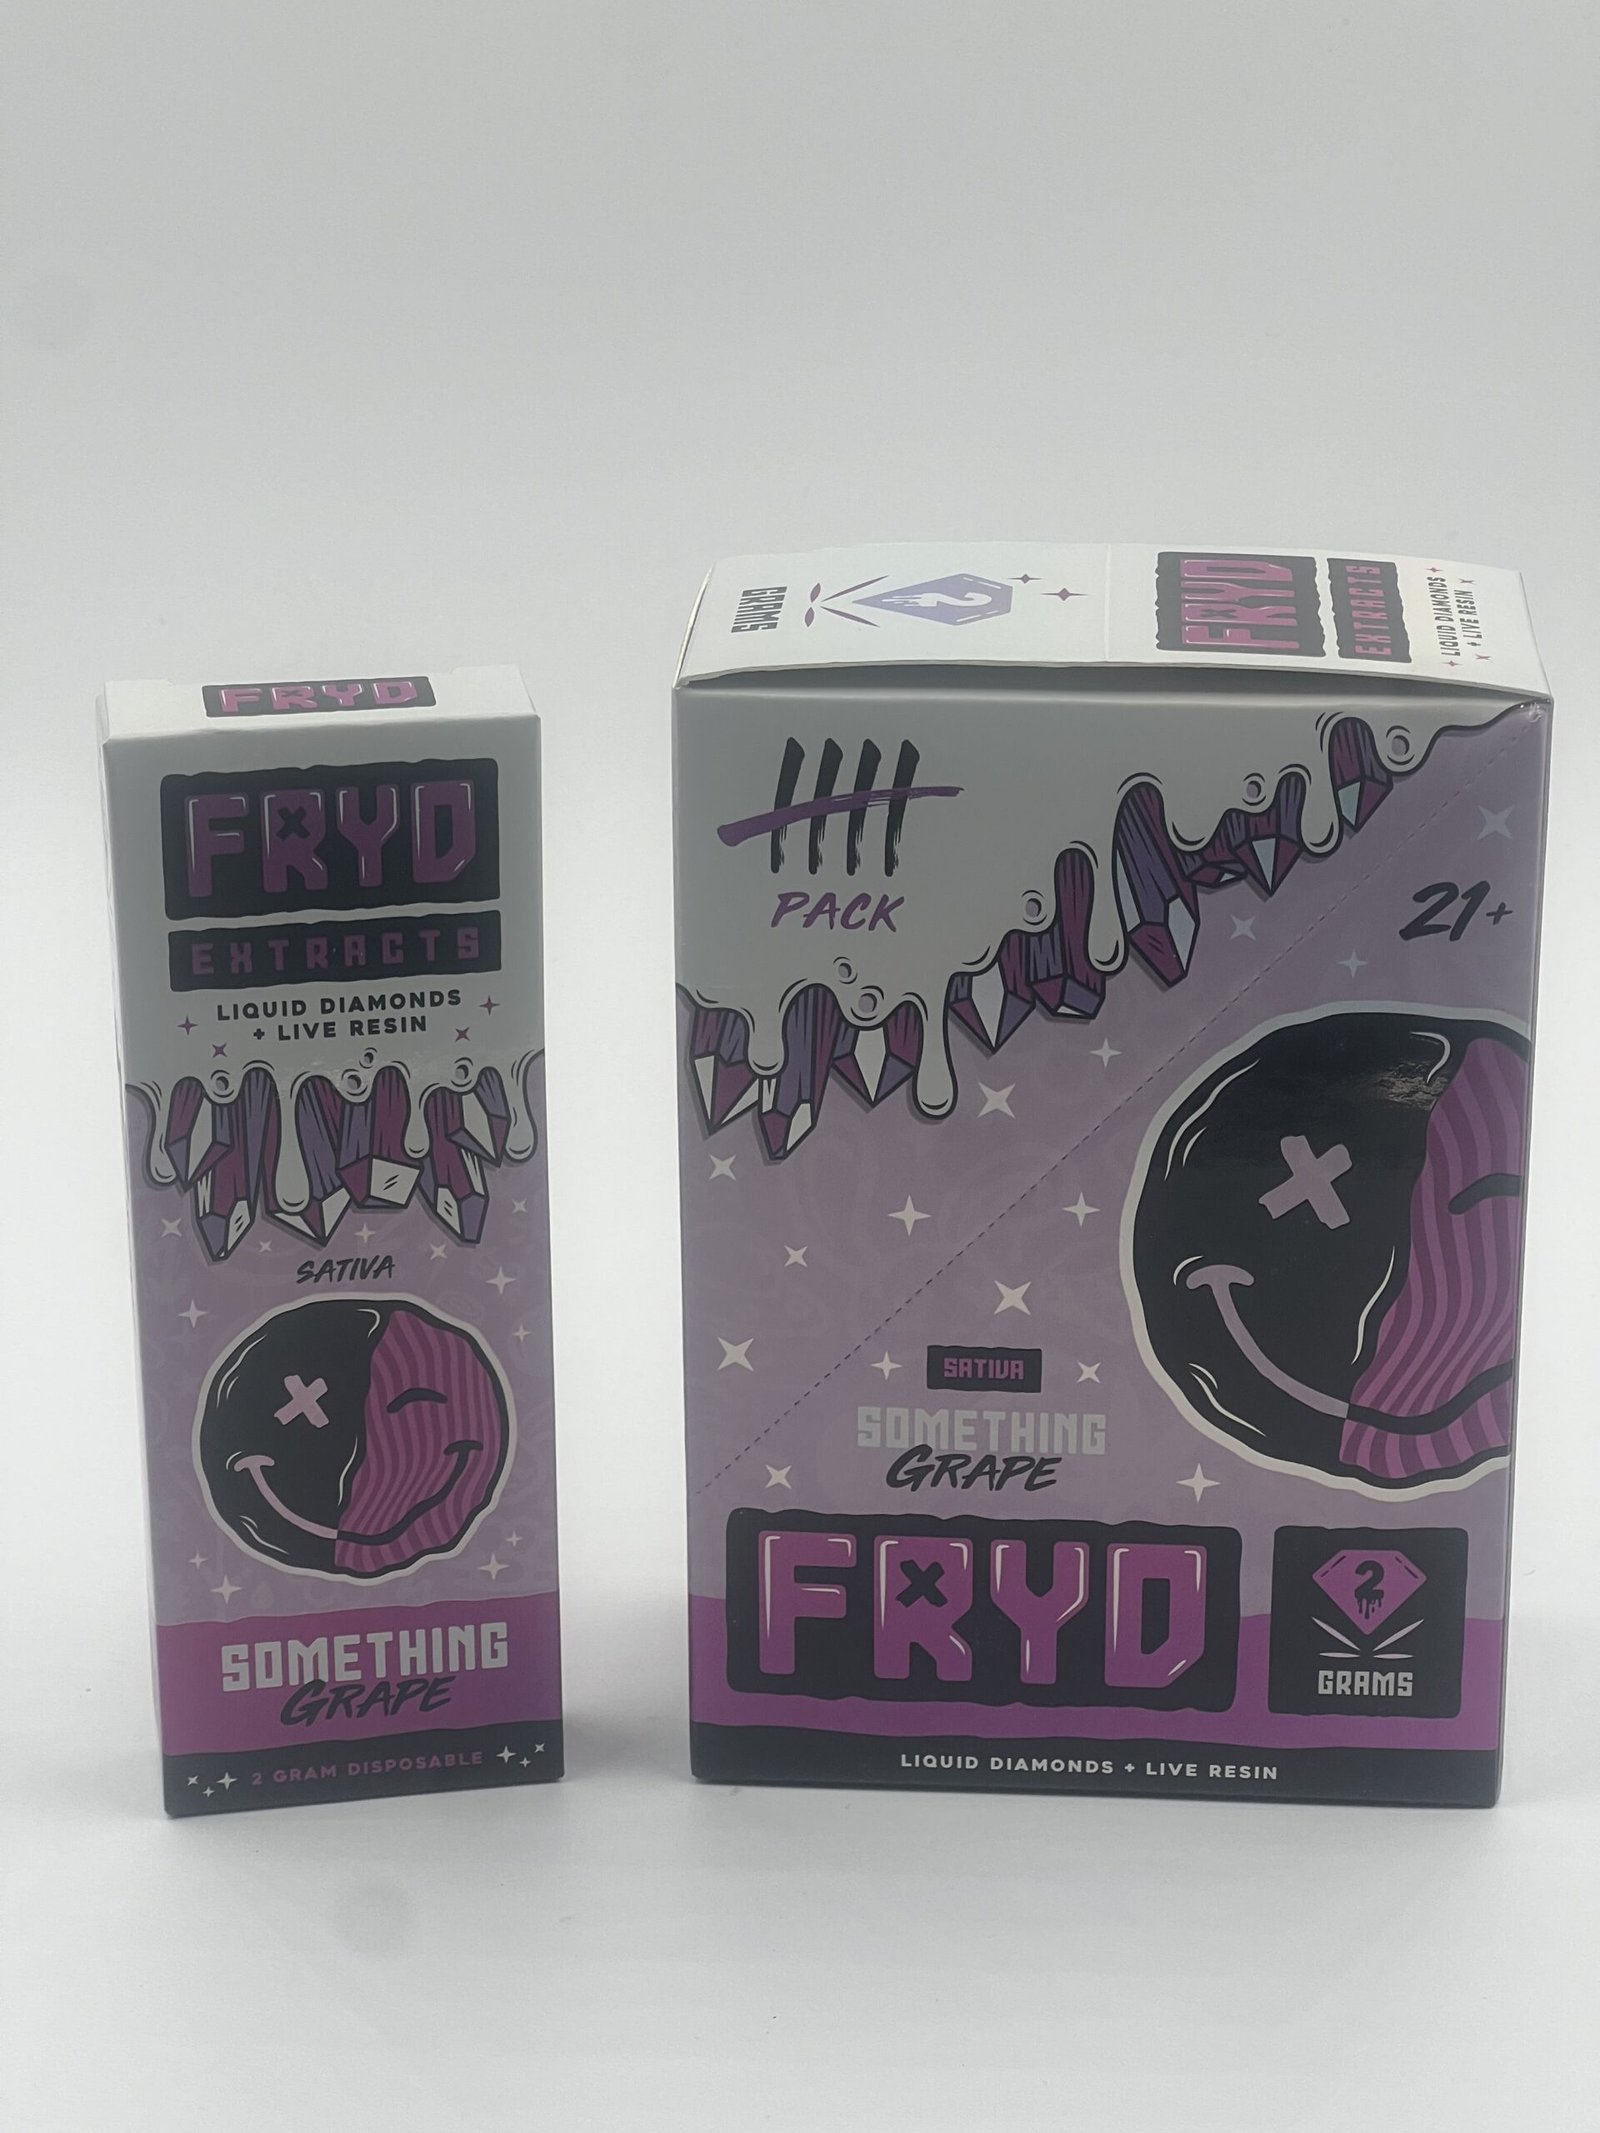 FRYD
FRYD
EXTRACTS
LIQUID DIAMONDS
+ LIVE RESIN
SATIVA
SOMETHING
GRAPE
2 GRAM DISPOSABLE
GRAMS
2
FRYD
EXTRACTS
LIQUID DIAMONDS
+ LIVE RESIN
PACK
21+
SATIVA
SOMETHING
GRAPE
FRYD
2
GRAMS
LIQUID DIAMONDS + LIVE RESIN